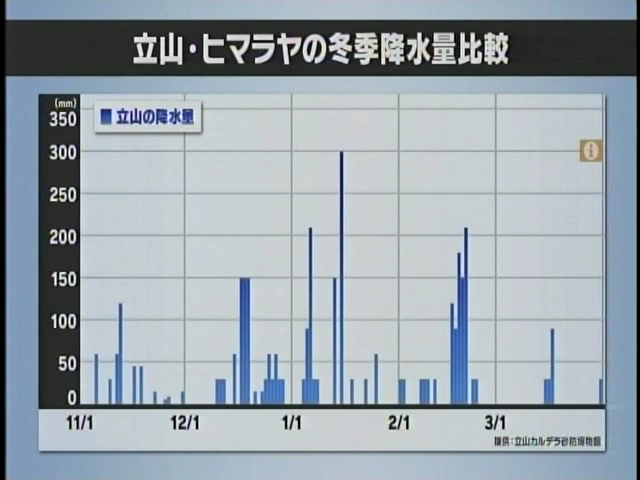 立山・ヒマラヤの冬季降水量比較
(mm)
350
立山の降水量
300
i
250
200
150
100
50
0
11/1 12/1 1/1 2/1 3/1
提供:立山カルデラ砂防博物館